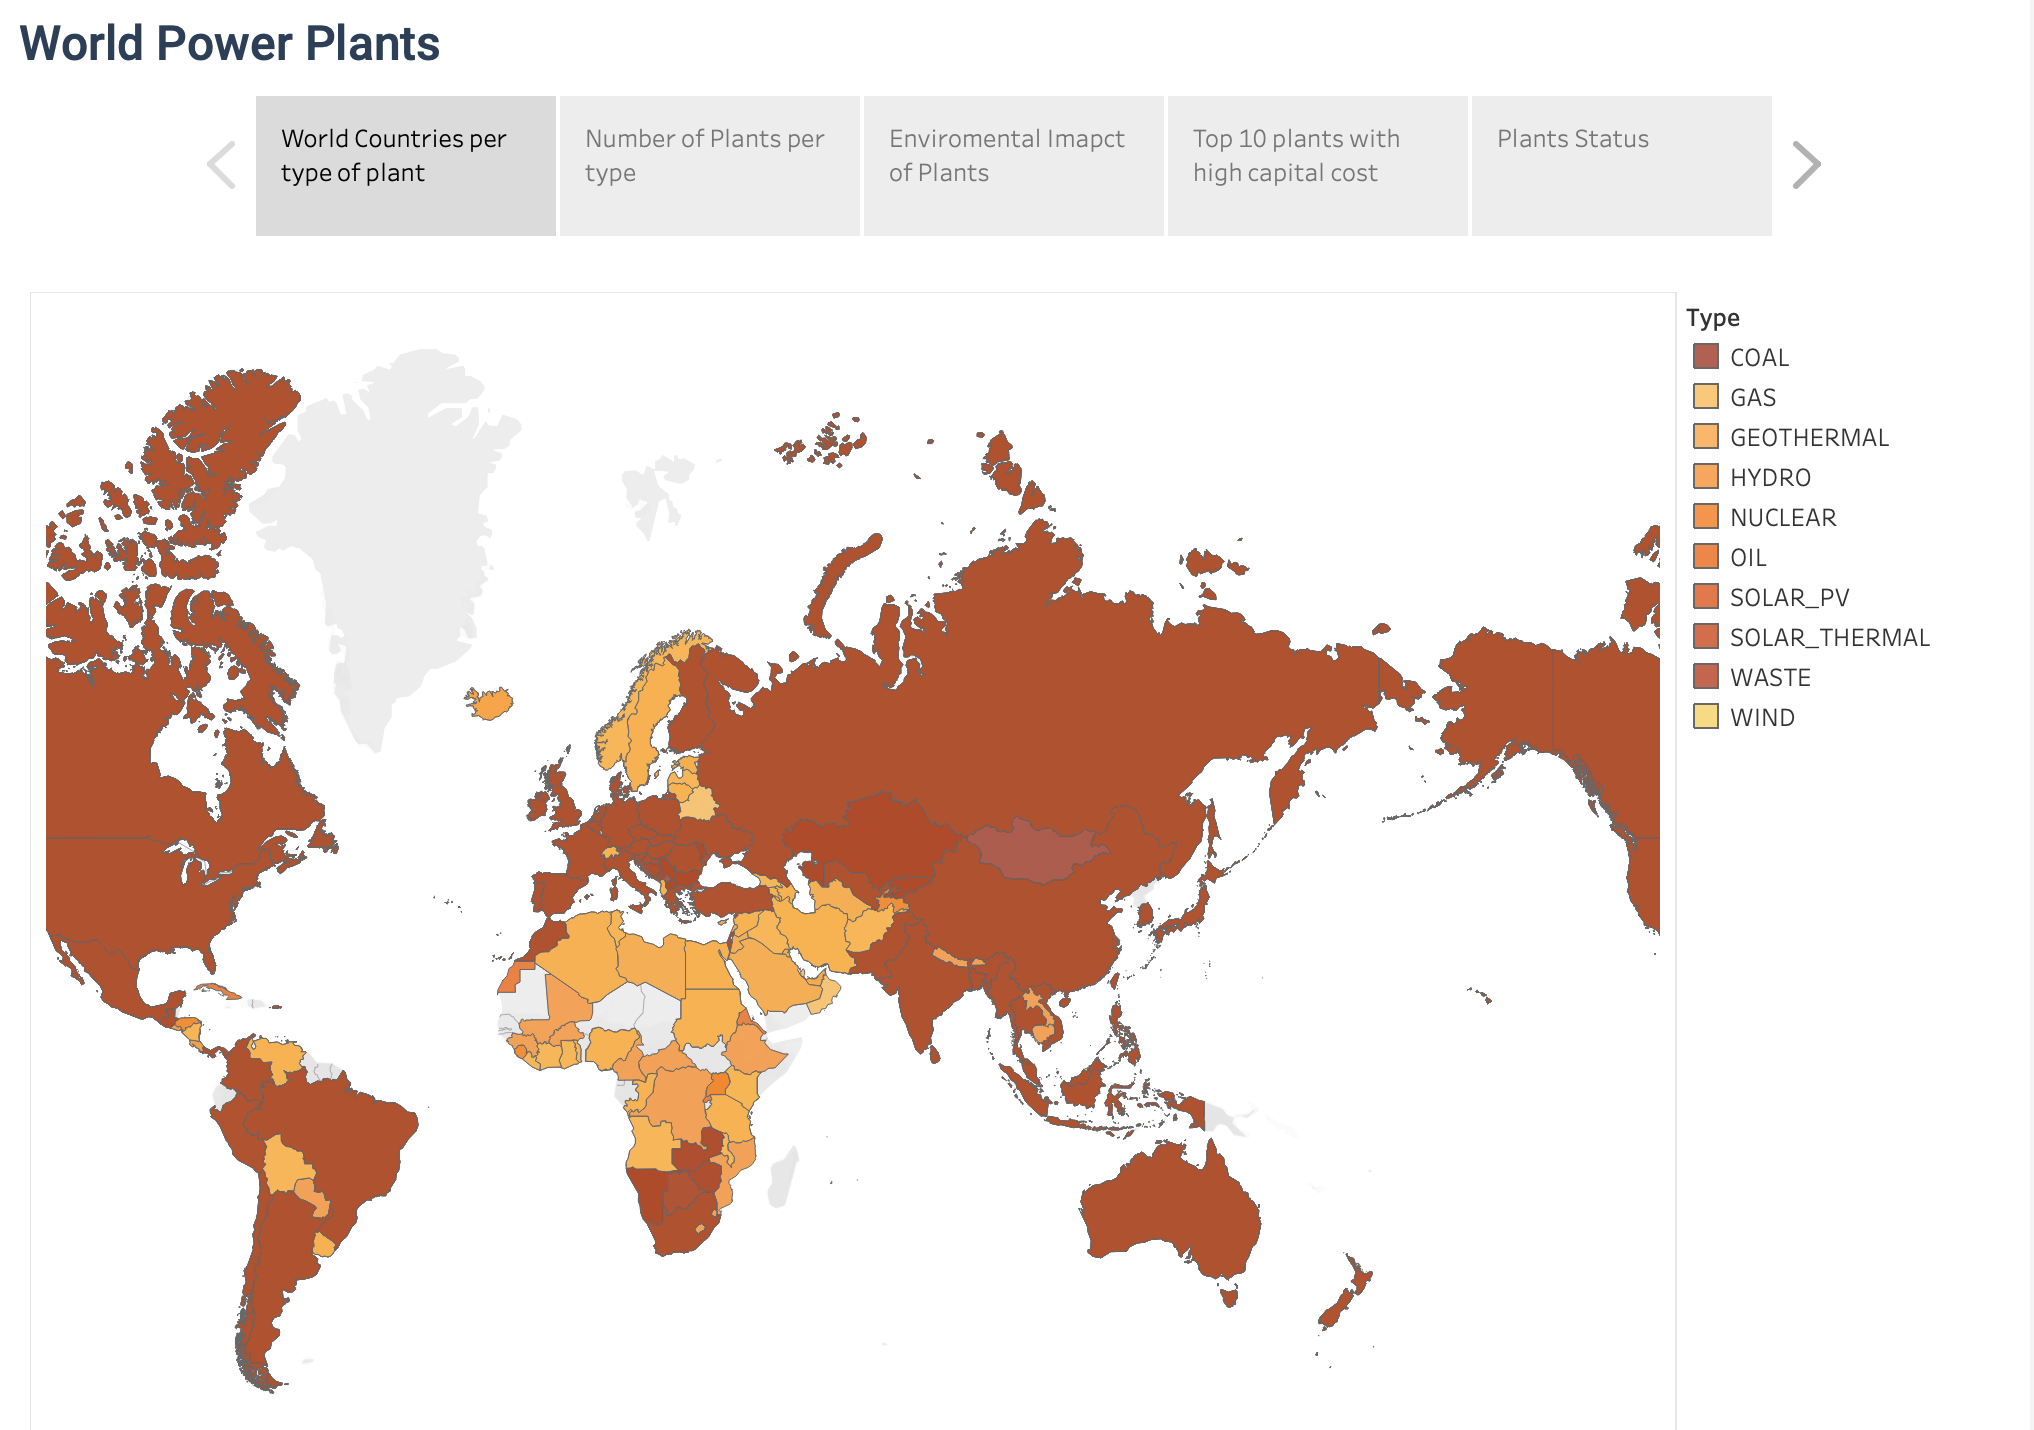 World Power Plants
World Countries per
type of plant
Number of Plants per
type
Enviromental Imapct
of Plants
Top 10 plants with
high capital cost
Plants Status
Type
COAL
GAS
GEOTHERMAL
HYDRO
NUCLEAR
OIL
SOLAR_PV
SOLAR_THERMAL
WASTE
WIND